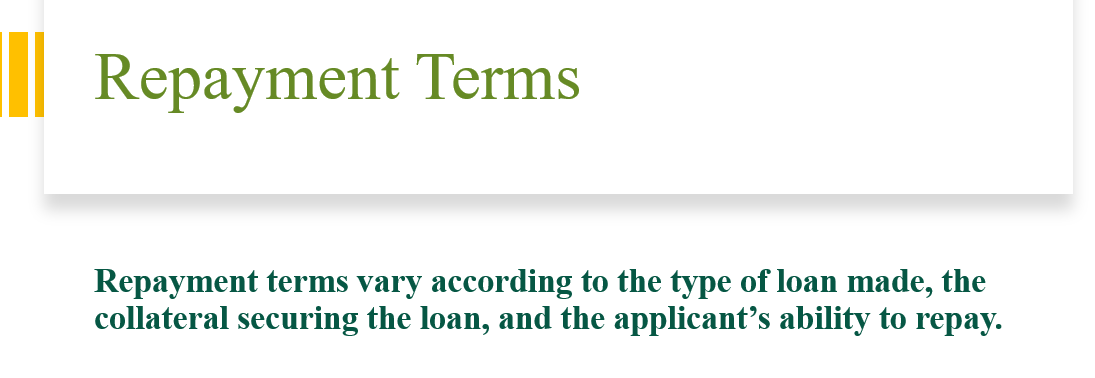 Repayment Terms
Repayment terms vary according to the type of loan made, the
collateral securing the loan, and the applicant’s ability to repay.